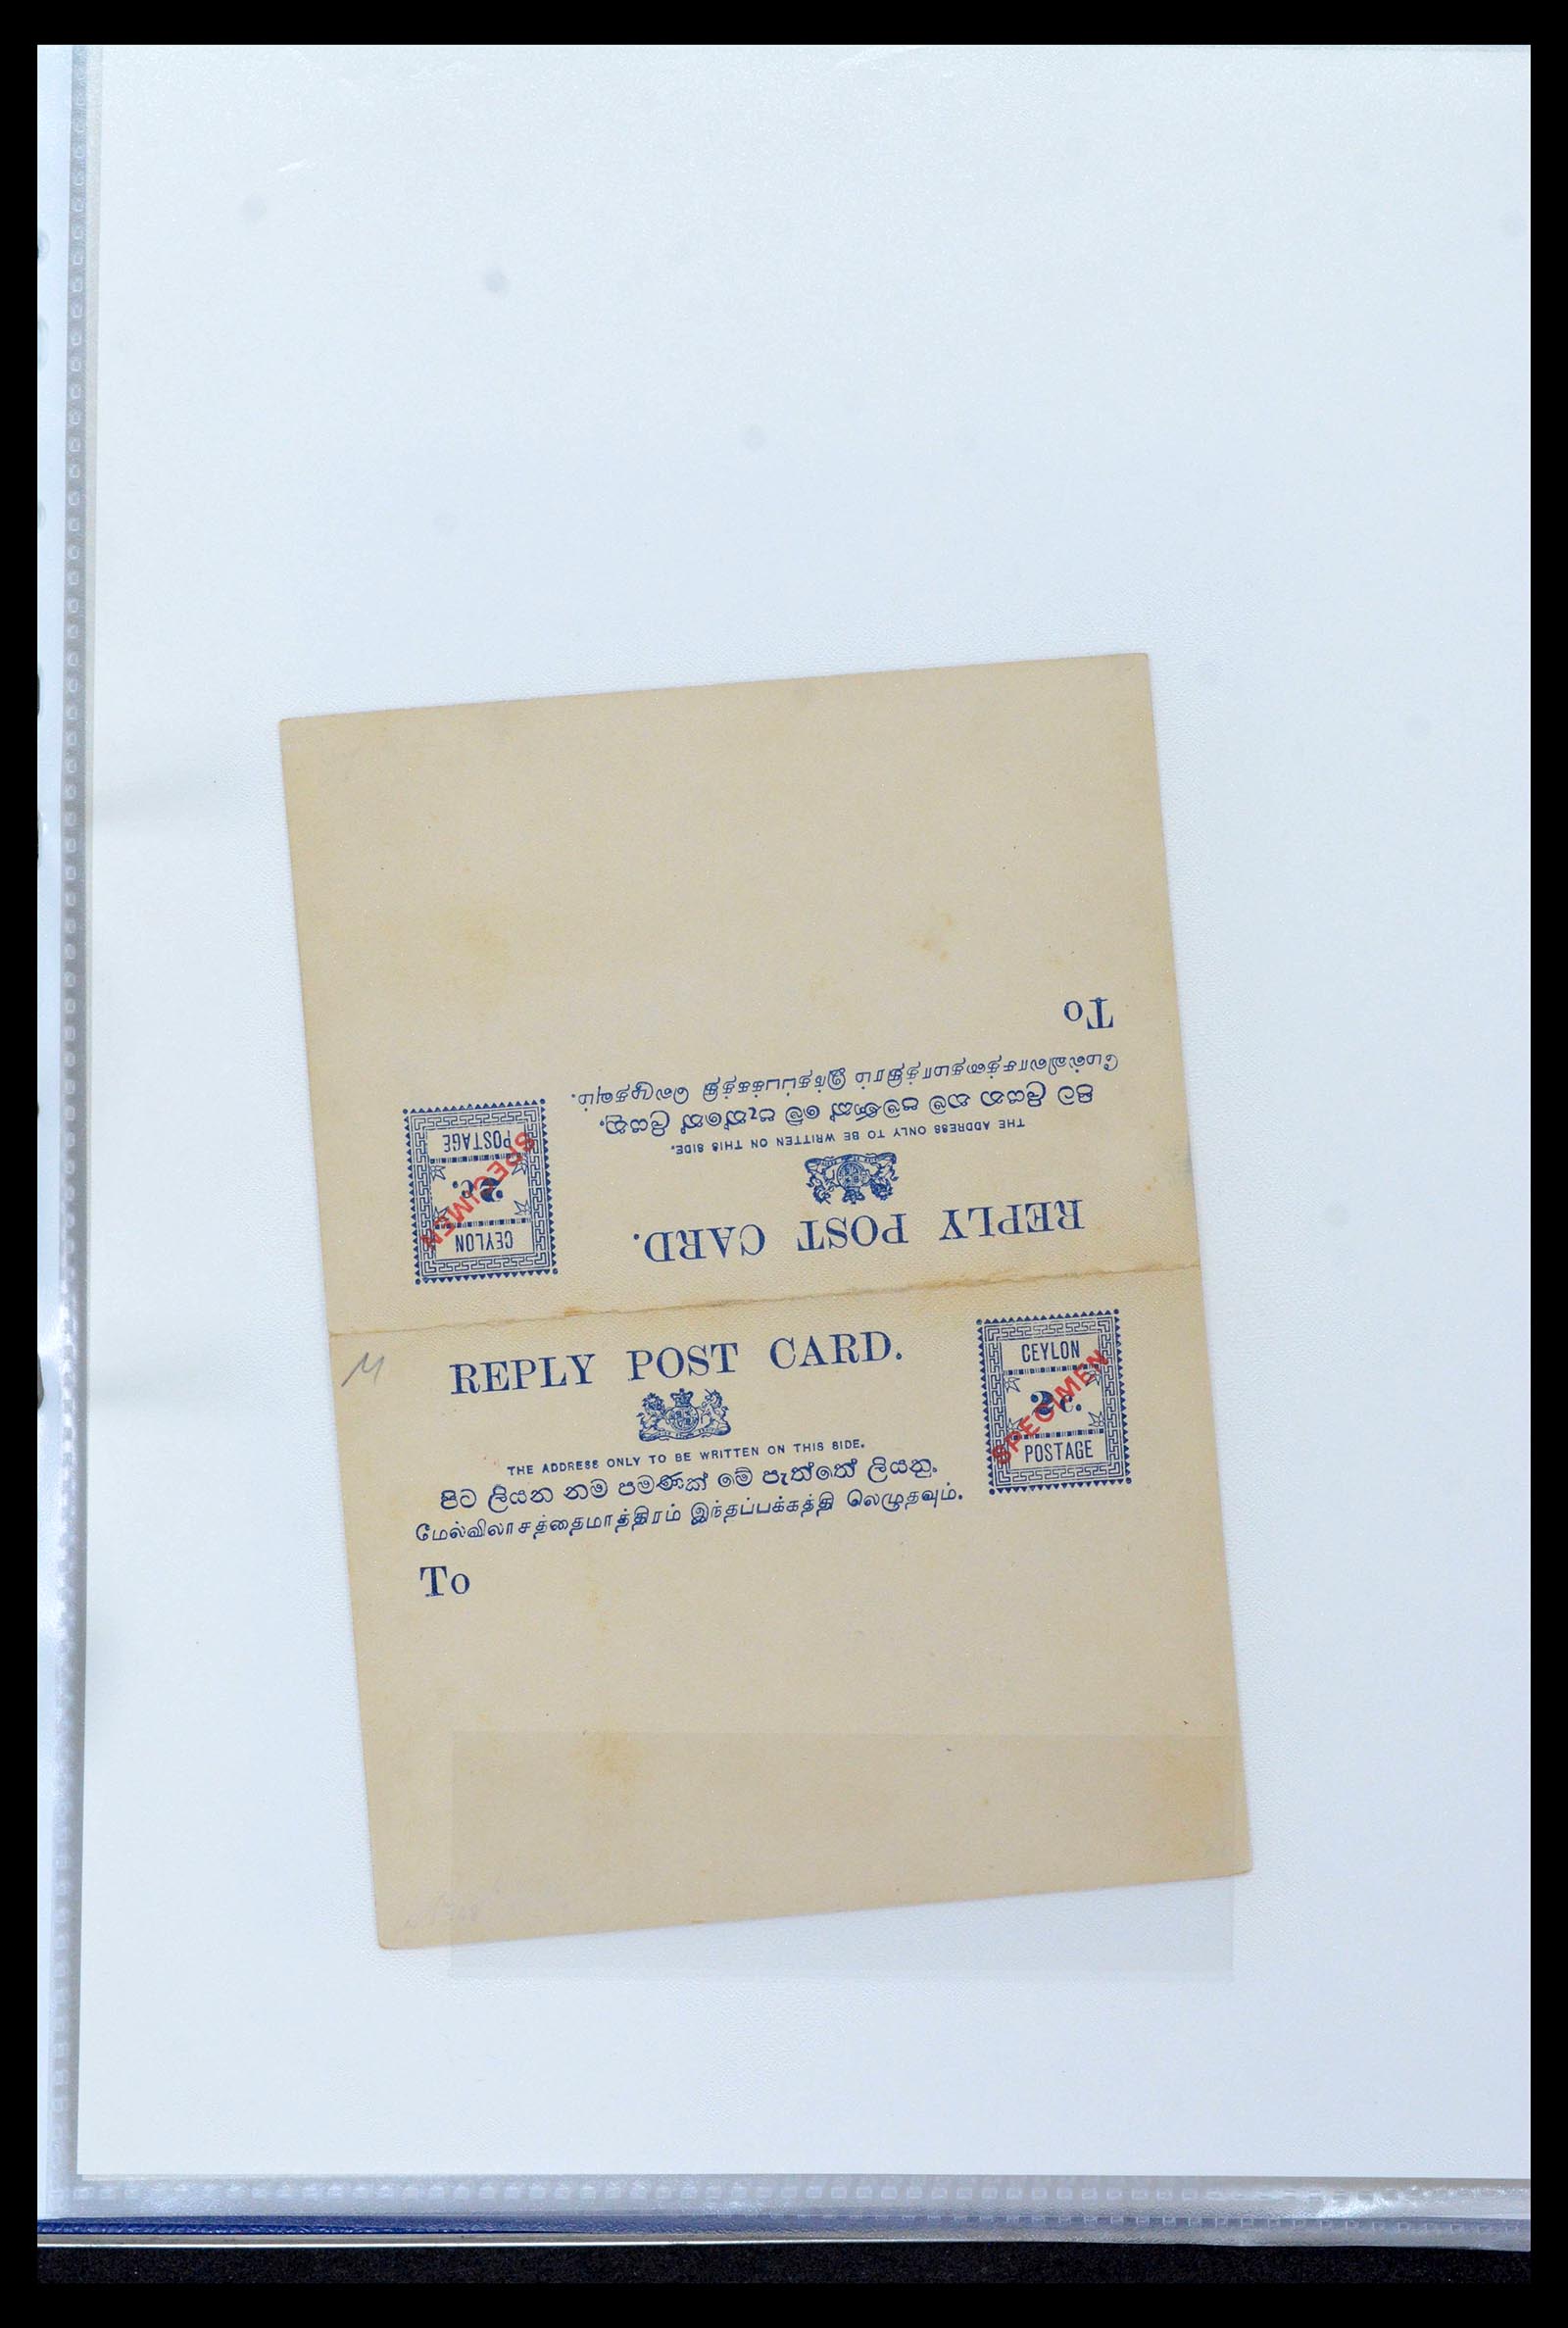 To
மேல்விலாசத்தைமாத்திரம் இந்தப்பக்கத்தி லெழுதவும்.
පිට ලියන නම පමණක් මේ පැත්තේ ලියනු.
THE ADDRESS ONLY TO BE WRITTEN ON THIS SIDE.
REPLY POST CARD.
CEYLON
2c.
POSTAGE
SPECIMEN
REPLY POST CARD.
THE ADDRESS ONLY TO BE WRITTEN ON THIS SIDE.
පිට ලියන නම පමණක් මේ පැත්තේ ලියනු.
மேல்விலாசத்தைமாத்திரம் இந்தப்பக்கத்தி லெழுதவும்.
To
CEYLON
2c.
POSTAGE
SPECIMEN